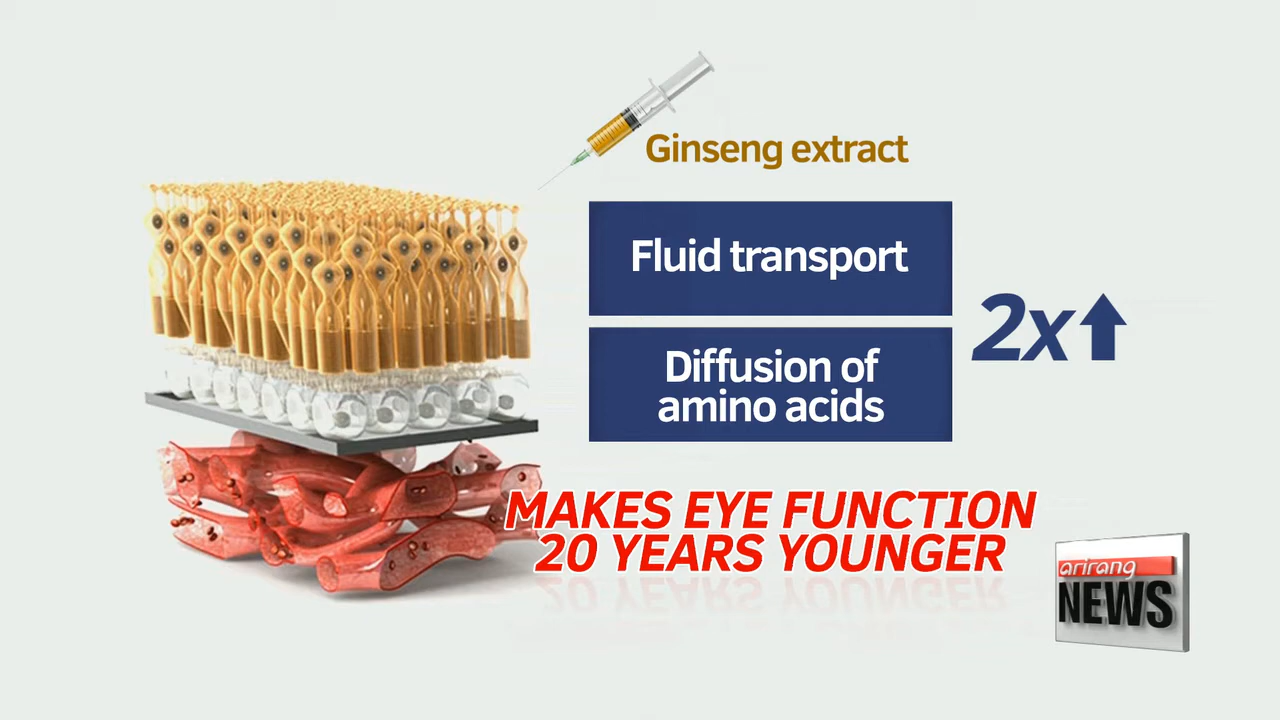 Ginseng extract
Fluid transport
2x
Diffusion of
amino acids
MAKES EYE FUNCTION
20 YEARS YOUNGER
arirang
NEWS